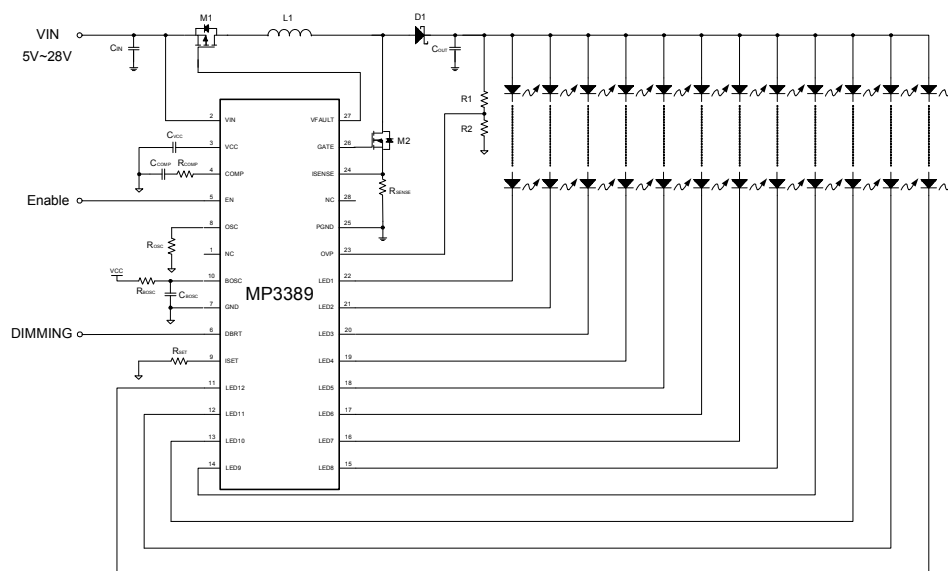 M1
L1
D1
VIN
5V~28V
CIN
COUT
R1
R2
M2
2 VIN
VFAULT 27
CVCC
3 VCC
GATE 26
CCOMP RCOMP
4 COMP
ISENSE 24
RSENSE
Enable
5 EN
NC 28
8 OSC
PGND 25
ROSC
1 NC
OVP 23
VCC
RBOSC
CBOSC
10 BOSC
LED1 22
MP3389
7 GND
LED2 21
DIMMING
6 DBRT
LED3 20
RSET
9 ISET
LED4 19
11 LED12
LED5 18
12 LED11
LED6 17
13 LED10
LED7 16
14 LED9
LED8 15